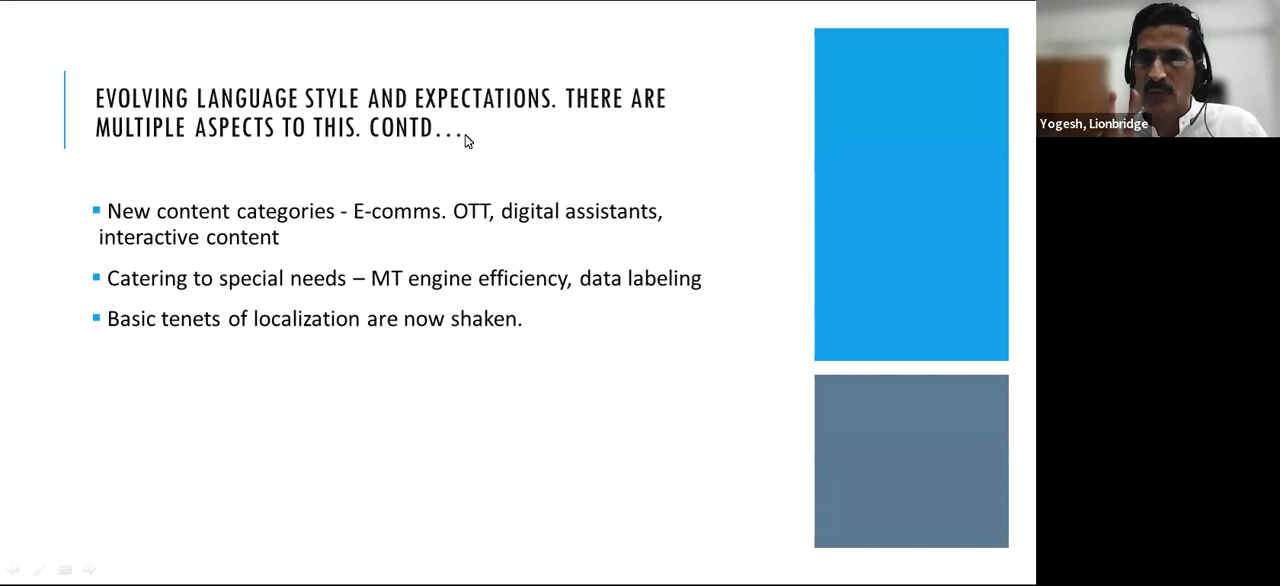 EVOLVING LANGUAGE STYLE AND EXPECTATIONS. THERE ARE
MULTIPLE ASPECTS TO THIS. CONTD...
New content categories - E-comms. OTT, digital assistants,
interactive content
Catering to special needs – MT engine efficiency, data labeling
Basic tenets of localization are now shaken.
Yogesh, Lionbridge